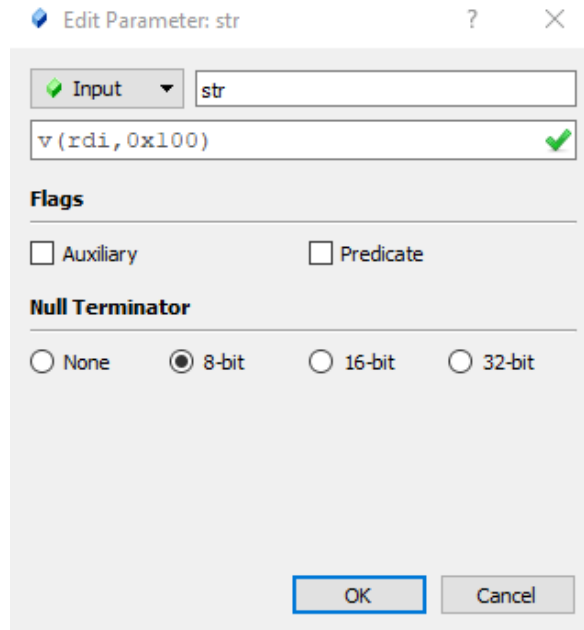 Edit Parameter: str ?
Input str
v(rdi,0x100)
Flags
Auxiliary Predicate
Null Terminator
None 8-bit 16-bit 32-bit
OK Cancel